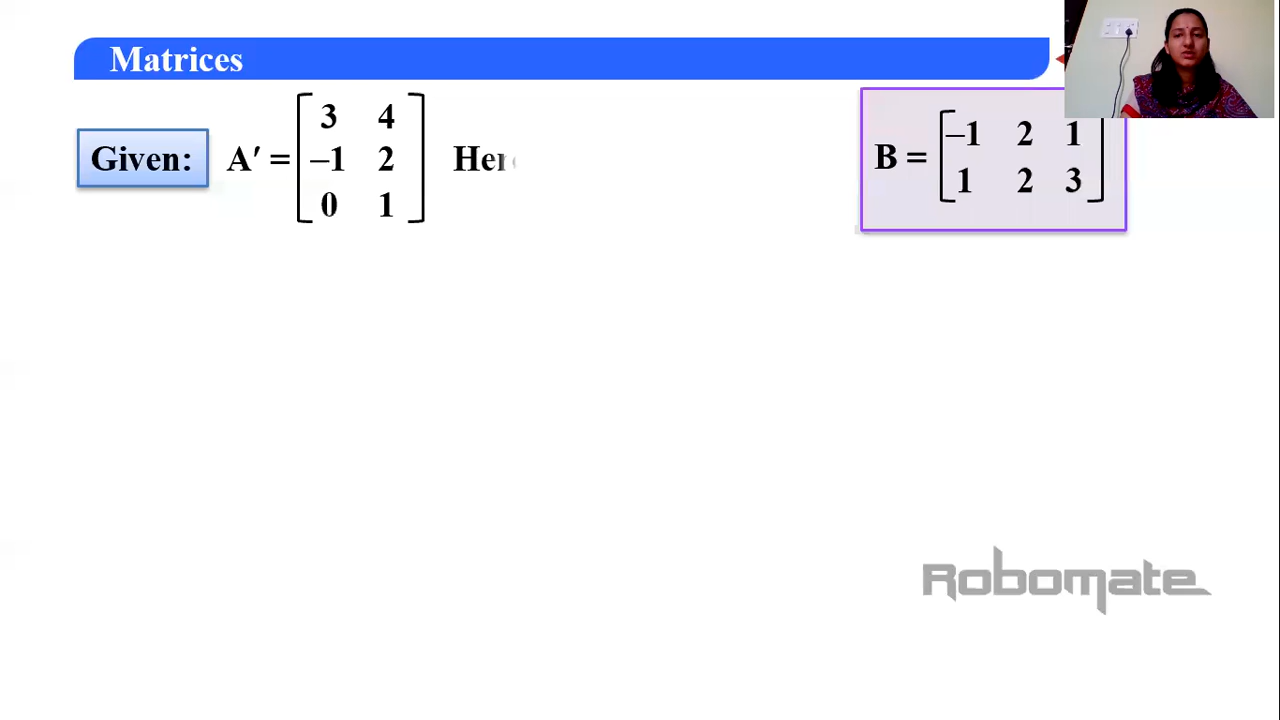 Matrices
Given: A′ = [ 3 4
–1 2
0 1 ]
B = [ –1 2 1
1 2 3 ]
Robomate